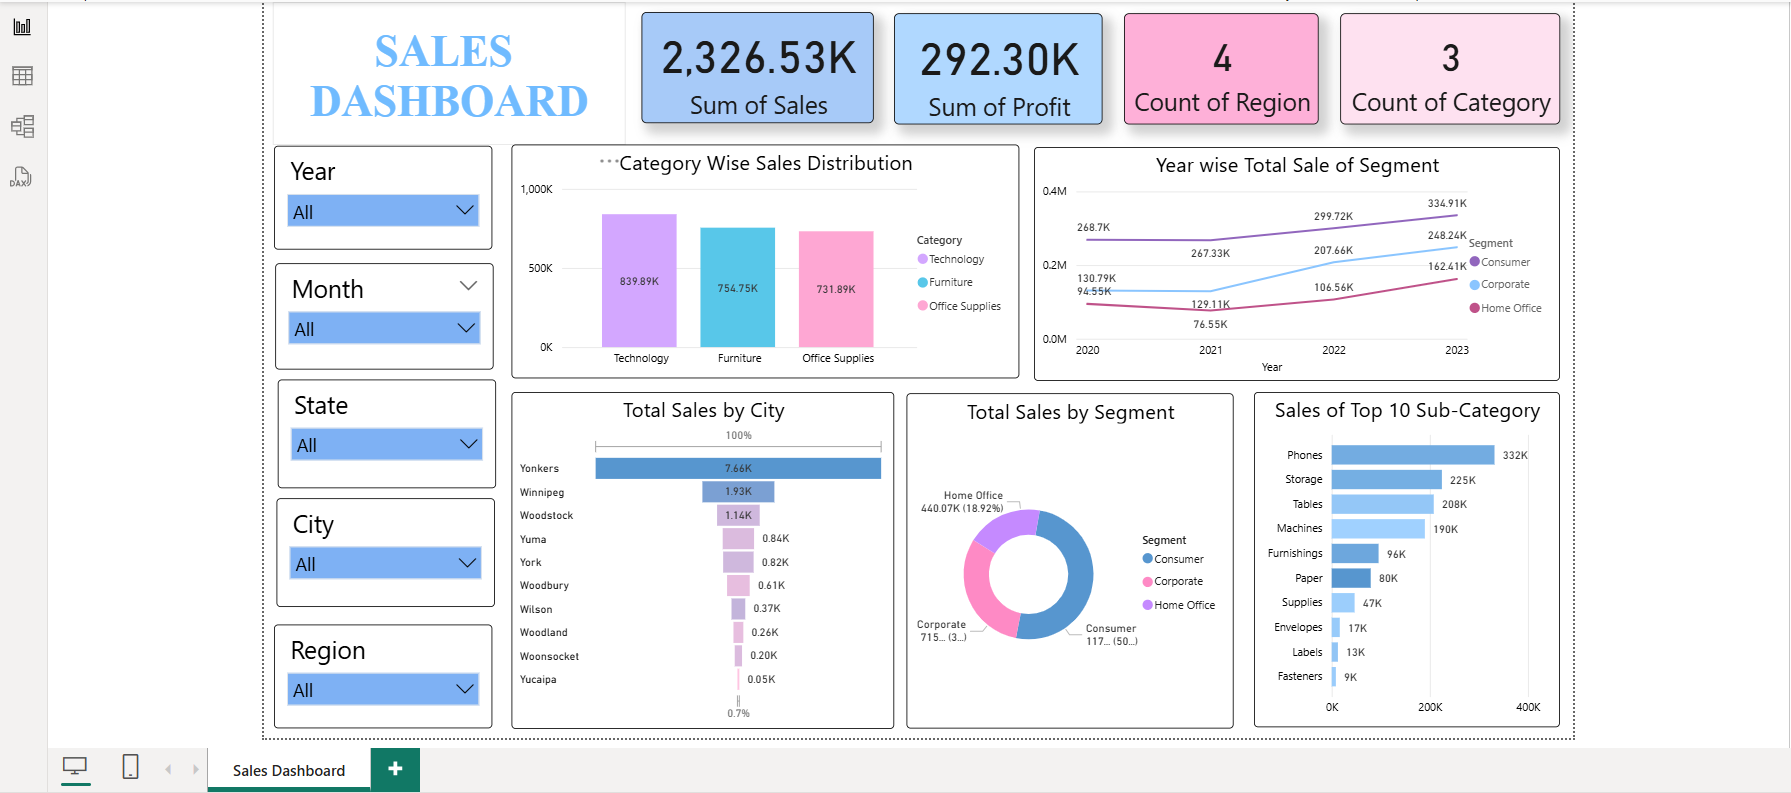 SALES
DASHBOARD
2,326.53K
Sum of Sales
292.30K
Sum of Profit
4
Count of Region
3
Count of Category
DAX
Year
All
Month
All
State
All
City
All
Region
All
Category Wise Sales Distribution
1,000K
500K
0K
839.89K
754.75K
731.89K
Technology
Furniture
Office Supplies
Category
Technology
Furniture
Office Supplies
Year wise Total Sale of Segment
0.4M
0.2M
0.0M
268.7K
267.33K
299.72K
334.91K
130.79K
129.11K
207.66K
248.24K
94.55K
76.55K
106.56K
162.41K
2020
2021
2022
2023
Year
Segment
Consumer
Corporate
Home Office
Total Sales by City
100%
Yonkers 7.66K
Winnipeg 1.93K
Woodstock 1.14K
Yuma 0.84K
York 0.82K
Woodbury 0.61K
Wilson 0.37K
Woodland 0.26K
Woonsocket 0.20K
Yucaipa 0.05K
0.7%
Total Sales by Segment
Home Office
440.07K (18.92%)
Corporate
715... (3...)
Consumer
117... (50...)
Segment
Consumer
Corporate
Home Office
Sales of Top 10 Sub-Category
Phones 332K
Storage 225K
Tables 208K
Machines 190K
Furnishings 96K
Paper 80K
Supplies 47K
Envelopes 17K
Labels 13K
Fasteners 9K
0K
200K
400K
Sales Dashboard